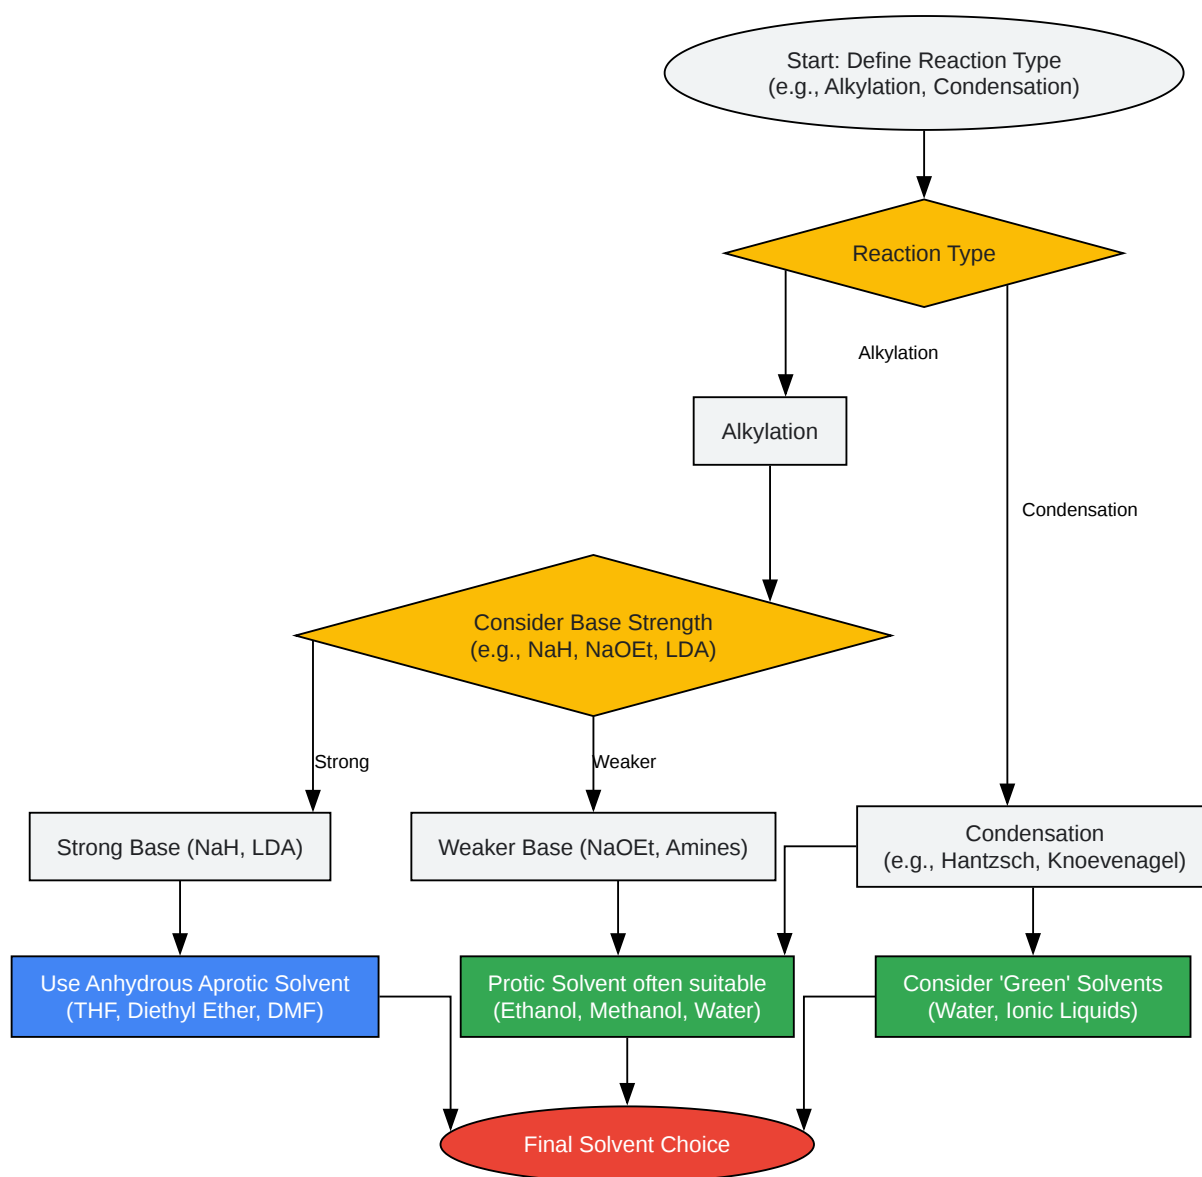 Start: Define Reaction Type
(e.g., Alkylation, Condensation)
Reaction Type
Alkylation
Alkylation
Condensation
Consider Base Strength
(e.g., NaH, NaOEt, LDA)
Strong
Weaker
Strong Base (NaH, LDA)
Weaker Base (NaOEt, Amines)
Condensation
(e.g., Hantzsch, Knoevenagel)
Use Anhydrous Aprotic Solvent
(THF, Diethyl Ether, DMF)
Protic Solvent often suitable
(Ethanol, Methanol, Water)
Consider 'Green' Solvents
(Water, Ionic Liquids)
Final Solvent Choice